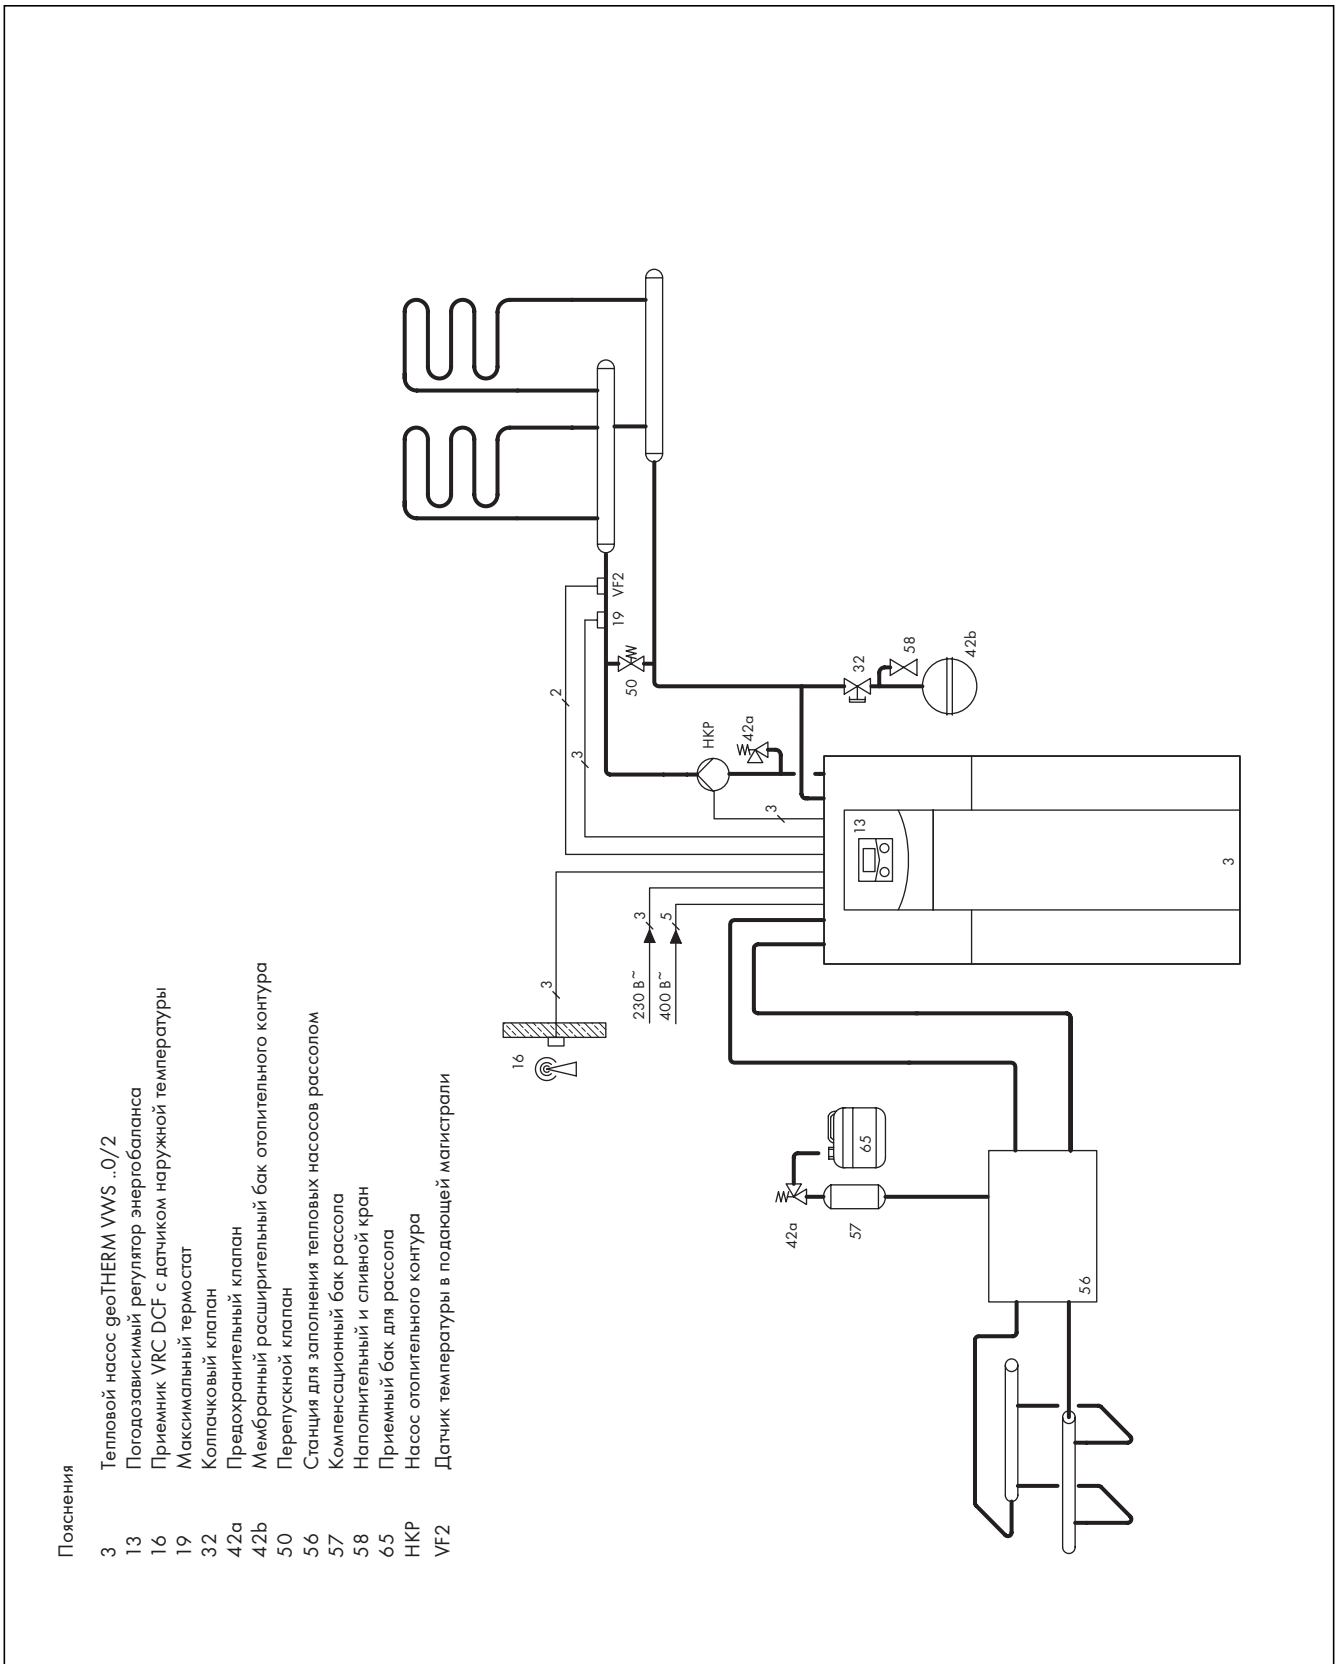 Пояснения
3 Тепловой насос geoTHERM VWS ..0/2
13 Погодозависимый регулятор энергобаланса
16 Приемник VRC DCF с датчиком наружной температуры
19 Максимальный термостат
32 Колпачковый клапан
42a Предохранительный клапан
42b Мембранный расширительный бак отопительного контура
50 Перепускной клапан
56 Станция для заполнения тепловых насосов рассолом
57 Компенсационный бак рассола
58 Наполнительный и сливной кран
65 Приемный бак для рассола
HKP Насос отопительного контура
VF2 Датчик температуры в подающей магистрали
16
3
230 В~
3
400 В~
5
2
3
3
VF2
19
50
HKP
42a
32
58
42b
13
3
42a
65
57
56